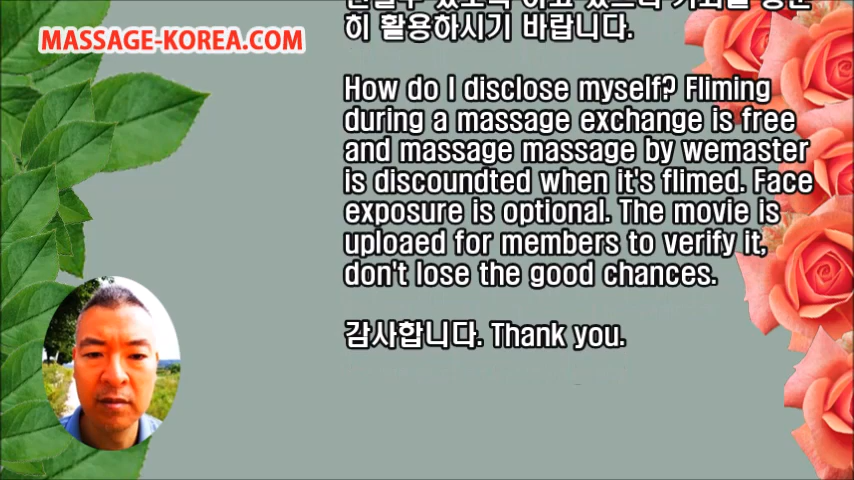 MASSAGE-KOREA.COM
히 활용하시기 바랍니다.
How do I disclose myself? Fliming
during a massage exchange is free
and massage massage by wemaster
is discoundted when it's flimed. Face
exposure is optional. The movie is
uploaed for members to verify it,
don't lose the good chances.
감사합니다. Thank you.